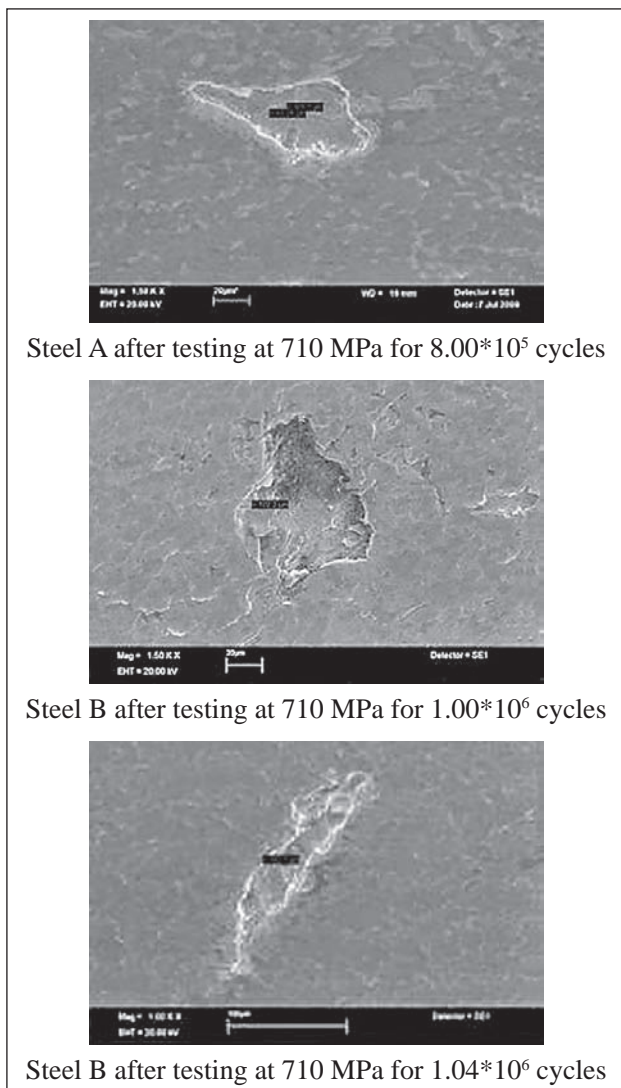 Mag = 1.50 K X
EHT = 20.00 kV
20µm
WD = 16 mm
Detector = SE1
Steel A after testing at 710 MPa for 8.00*10⁵ cycles
Mag = 1.50 K X
EHT = 20.00 kV
20µm
Detector = SE1
Steel B after testing at 710 MPa for 1.00*10⁶ cycles
Mag = 1.00 K X
EHT = 20.00 kV
100µm
Detector = SE1
Steel B after testing at 710 MPa for 1.04*10⁶ cycles